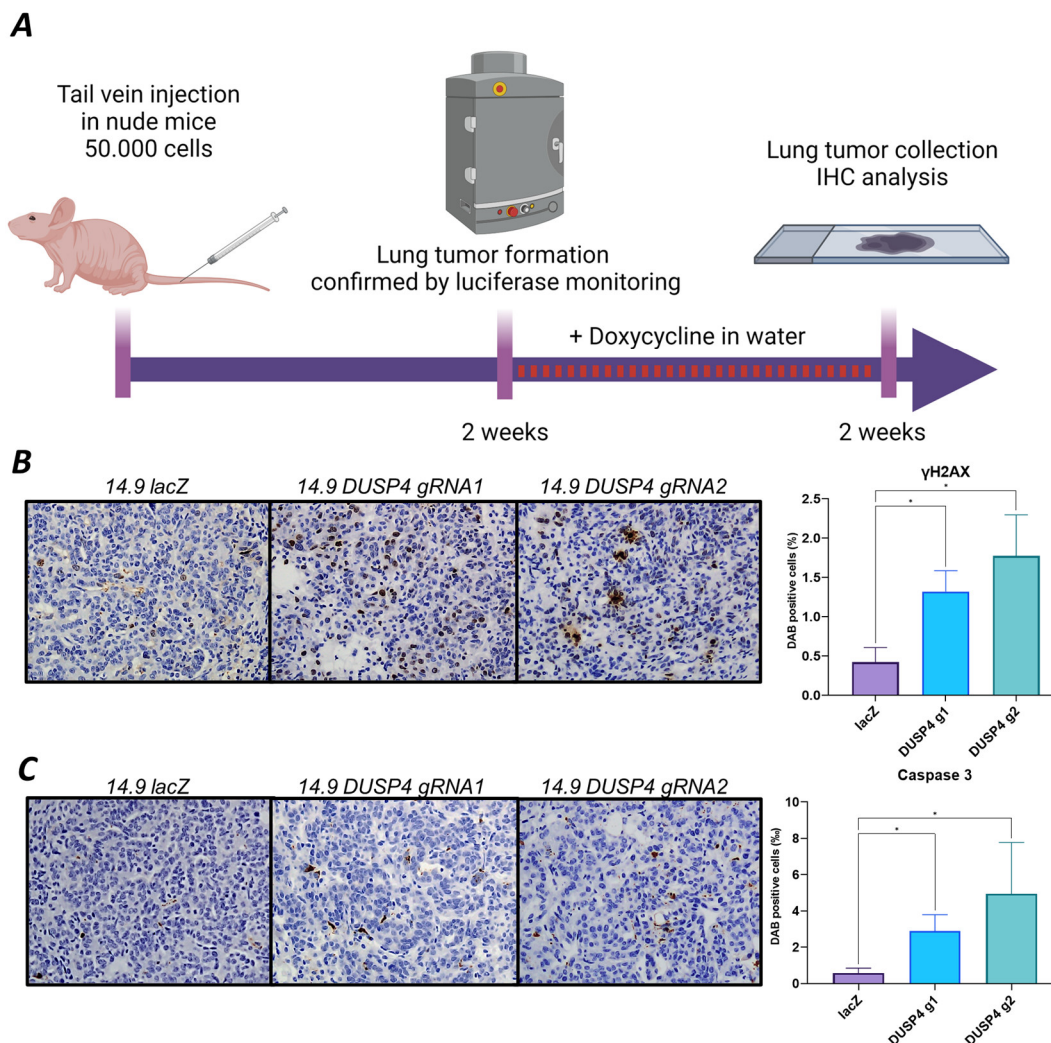 A
Tail vein injection
in nude mice
50.000 cells
Lung tumor formation
confirmed by luciferase monitoring
Lung tumor collection
IHC analysis
+ Doxycycline in water
2 weeks
2 weeks
B
14.9 lacZ
14.9 DUSP4 gRNA1
14.9 DUSP4 gRNA2
γH2AX
DAB positive cells (%)
2.5
2.0
1.5
1.0
0.5
0.0
*
*
lacZ
DUSP4 g1
DUSP4 g2
C
14.9 lacZ
14.9 DUSP4 gRNA1
14.9 DUSP4 gRNA2
Caspase 3
DAB positive cells (‰)
10
8
6
4
2
0
*
*
lacZ
DUSP4 g1
DUSP4 g2